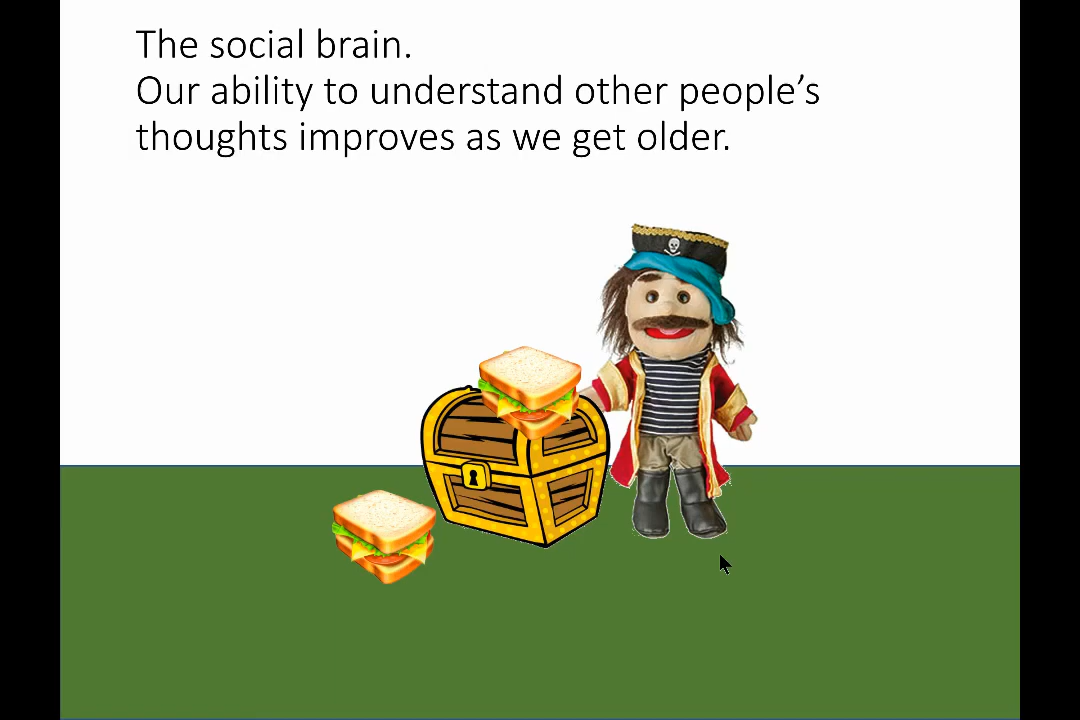 The social brain.
Our ability to understand other people’s
thoughts improves as we get older.